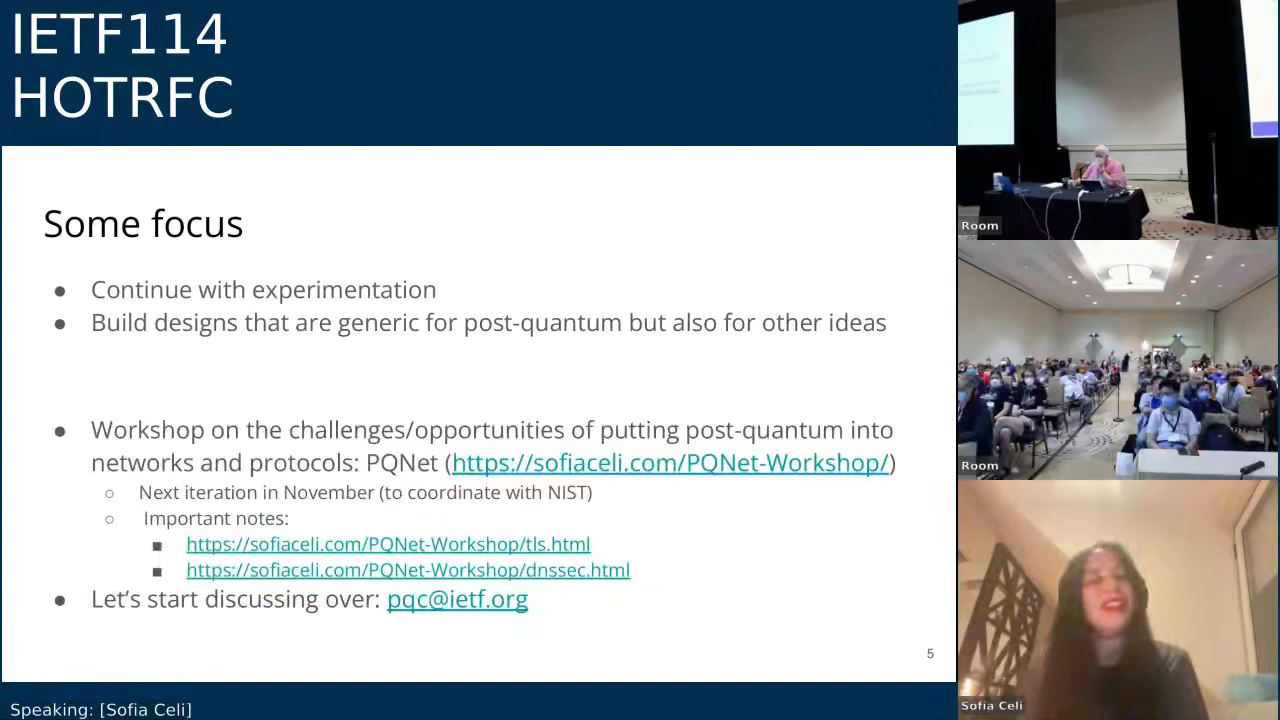 IETF114
HOTRFC
Some focus
● Continue with experimentation
● Build designs that are generic for post-quantum but also for other ideas
● Workshop on the challenges/opportunities of putting post-quantum into
networks and protocols: PQNet (https://sofiaceli.com/PQNet-Workshop/)
○ Next iteration in November (to coordinate with NIST)
○ Important notes:
■ https://sofiaceli.com/PQNet-Workshop/tls.html
■ https://sofiaceli.com/PQNet-Workshop/dnssec.html
● Let’s start discussing over: pqc@ietf.org
5
Speaking: [Sofia Celi]
Room
Room
Sofia Celi